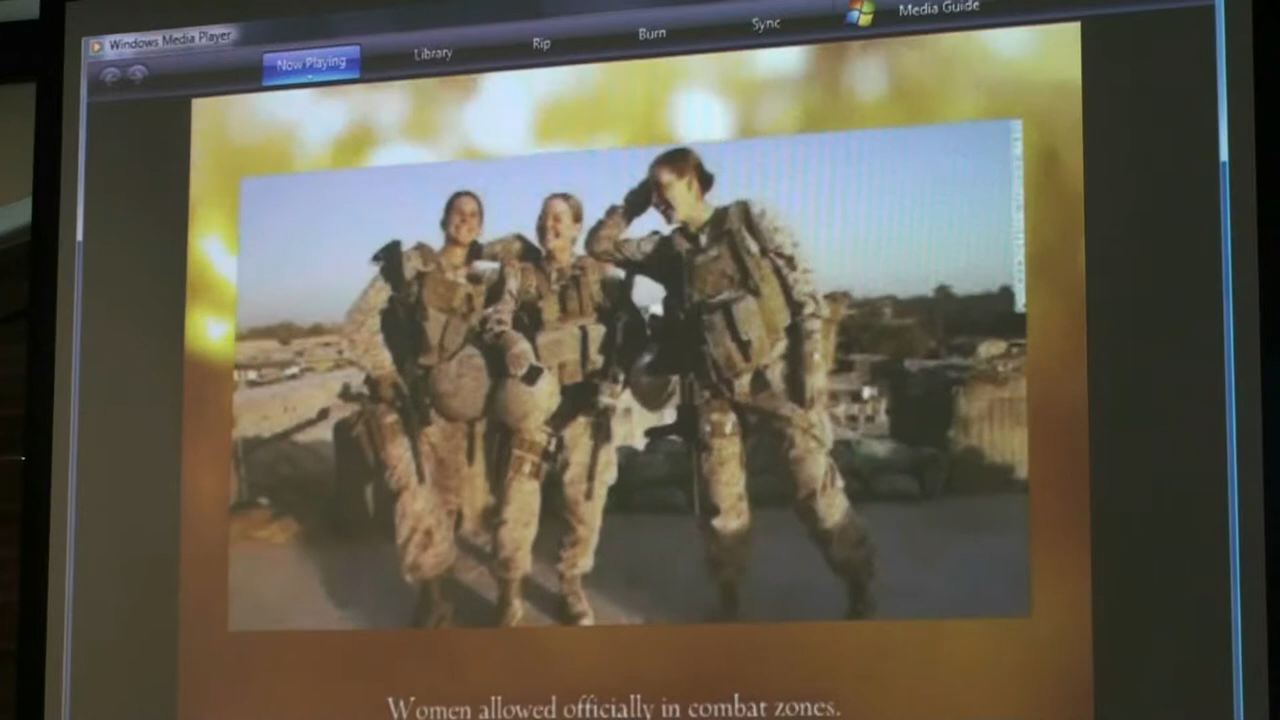 Windows Media Player
Now Playing
Library
Rip
Burn
Sync
Media Guide
Women allowed officially in combat zones.